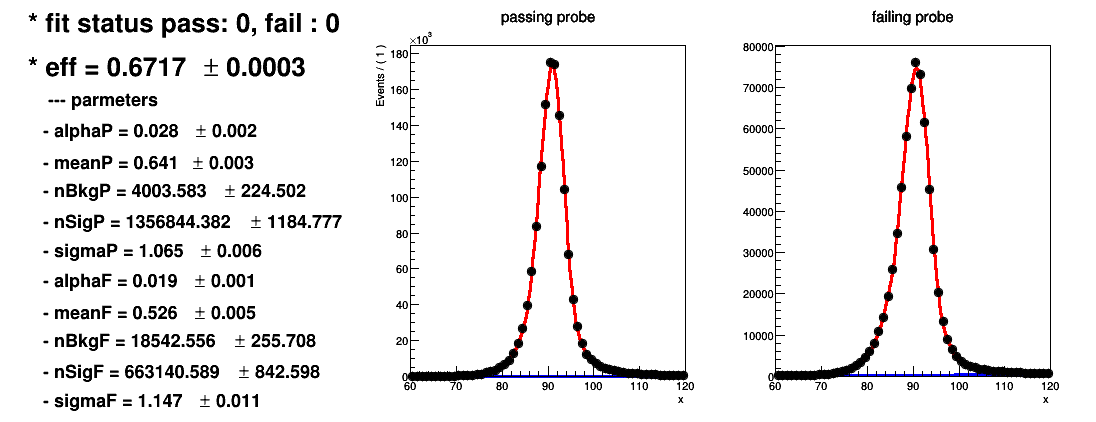 * fit status pass: 0, fail : 0
* eff = 0.6717 ± 0.0003
--- parmeters
- alphaP = 0.028 ± 0.002
- meanP = 0.641 ± 0.003
- nBkgP = 4003.583 ± 224.502
- nSigP = 1356844.382 ± 1184.777
- sigmaP = 1.065 ± 0.006
- alphaF = 0.019 ± 0.001
- meanF = 0.526 ± 0.005
- nBkgF = 18542.556 ± 255.708
- nSigF = 663140.589 ± 842.598
- sigmaF = 1.147 ± 0.011
passing probe
×10³
Events / ( 1 )
180
160
140
120
100
80
60
40
20
0
60 70 80 90 100 110 120
x
failing probe
80000
70000
60000
50000
40000
30000
20000
10000
0
60 70 80 90 100 110 120
x